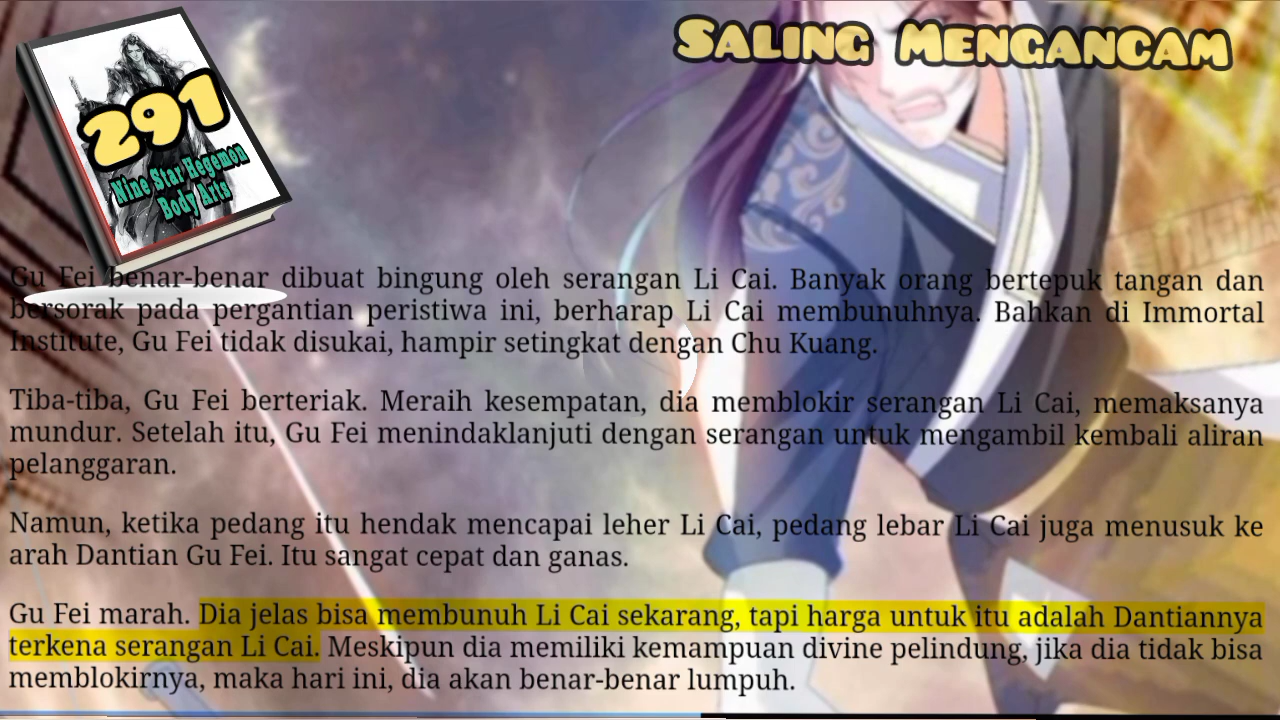 Saling Mengancam
291
Nine Star Hegemon
Body Arts
Gu Fei benar-benar dibuat bingung oleh serangan Li Cai. Banyak orang bertepuk tangan dan
bersorak pada pergantian peristiwa ini, berharap Li Cai membunuhnya. Bahkan di Immortal
Institute, Gu Fei tidak disukai, hampir setingkat dengan Chu Kuang.
Tiba-tiba, Gu Fei berteriak. Meraih kesempatan, dia memblokir serangan Li Cai, memaksanya
mundur. Setelah itu, Gu Fei menindaklanjuti dengan serangan untuk mengambil kembali aliran
pelanggaran.
Namun, ketika pedang itu hendak mencapai leher Li Cai, pedang lebar Li Cai juga menusuk ke
arah Dantian Gu Fei. Itu sangat cepat dan ganas.
Gu Fei marah. Dia jelas bisa membunuh Li Cai sekarang, tapi harga untuk itu adalah Dantiannya
terkena serangan Li Cai. Meskipun dia memiliki kemampuan divine pelindung, jika dia tidak bisa
memblokirnya, maka hari ini, dia akan benar-benar lumpuh.